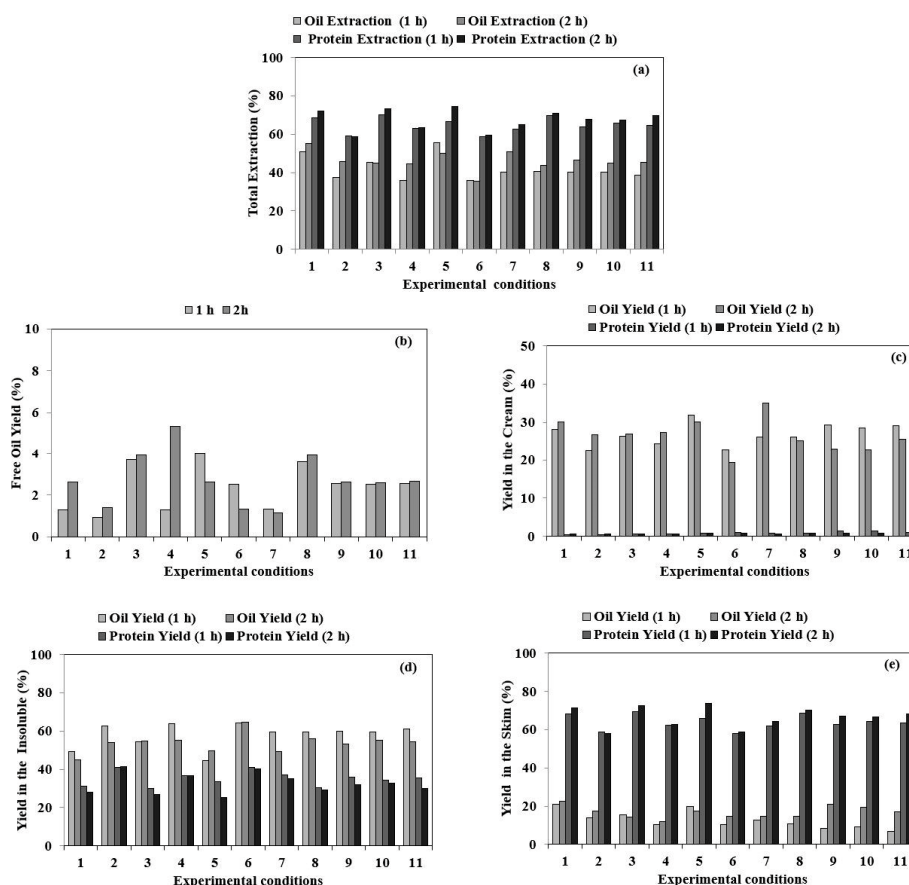 Oil Extraction (1 h) Oil Extraction (2 h)
Protein Extraction (1 h) Protein Extraction (2 h)
(a)
Total Extraction (%)
100
80
60
40
20
0
1 2 3 4 5 6 7 8 9 10 11
Experimental conditions
1 h 2h
(b)
Free Oil Yield (%)
10
8
6
4
2
0
1 2 3 4 5 6 7 8 9 10 11
Experimental conditions
Oil Yield (1 h) Oil Yield (2 h)
Protein Yield (1 h) Protein Yield (2 h)
(c)
Yield in the Cream (%)
50
40
30
20
10
0
1 2 3 4 5 6 7 8 9 10 11
Experimental conditions
Oil Yield (1 h) Oil Yield (2 h)
Protein Yield (1 h) Protein Yield (2 h)
(d)
Yield in the Insoluble (%)
100
80
60
40
20
0
1 2 3 4 5 6 7 8 9 10 11
Experimental conditions
Oil Yield (1 h) Oil Yield (2 h)
Protein Yield (1 h) Protein Yield (2 h)
(e)
Yield in the Skim (%)
100
80
60
40
20
0
1 2 3 4 5 6 7 8 9 10 11
Experimental conditions